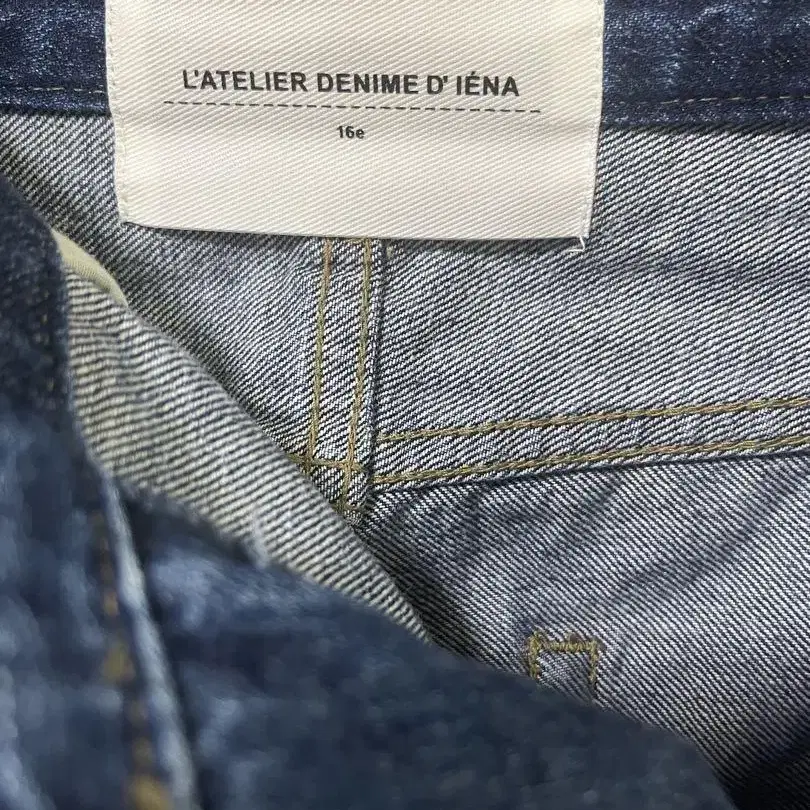 L'ATELIER DENIME D' IÉNA
16e